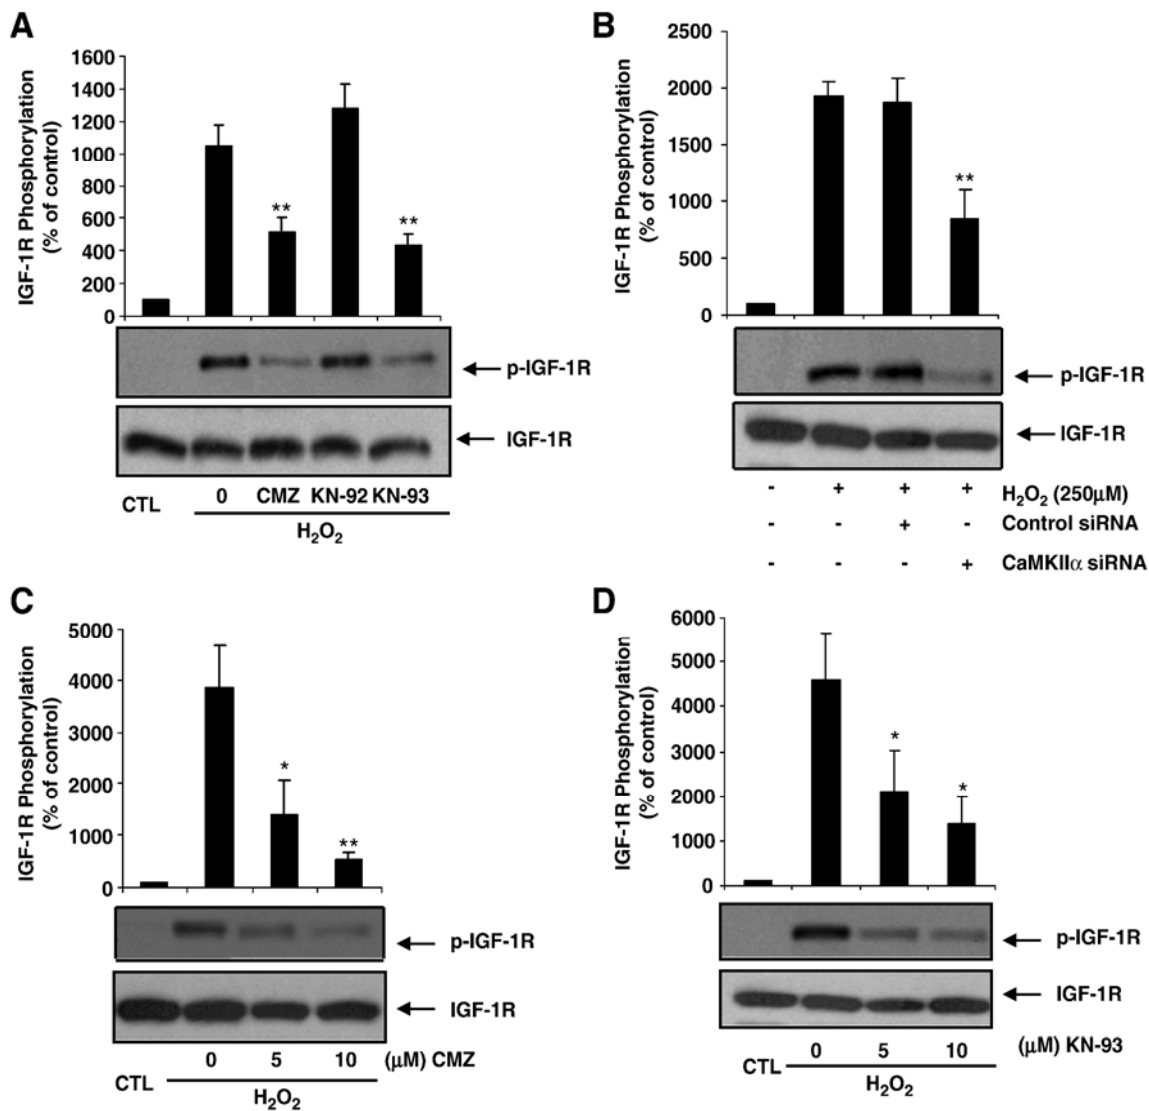 A
IGF-1R Phosphorylation
(% of control)
1600
1400
1200
1000
800
600
400
200
0
**
**
p-IGF-1R
IGF-1R
CTL
0 CMZ KN-92 KN-93
H₂O₂
B
IGF-1R Phosphorylation
(% of control)
2500
2000
1500
1000
500
0
**
p-IGF-1R
IGF-1R
- + + + H₂O₂ (250μM)
- - + - Control siRNA
- - - + CaMKIIα siRNA
C
IGF-1R Phosphorylation
(% of control)
5000
4000
3000
2000
1000
0
*
**
p-IGF-1R
IGF-1R
0 5 10 (μM) CMZ
CTL
H₂O₂
D
IGF-1R Phosphorylation
(% of control)
6000
5000
4000
3000
2000
1000
0
*
*
p-IGF-1R
IGF-1R
0 5 10 (μM) KN-93
CTL
H₂O₂